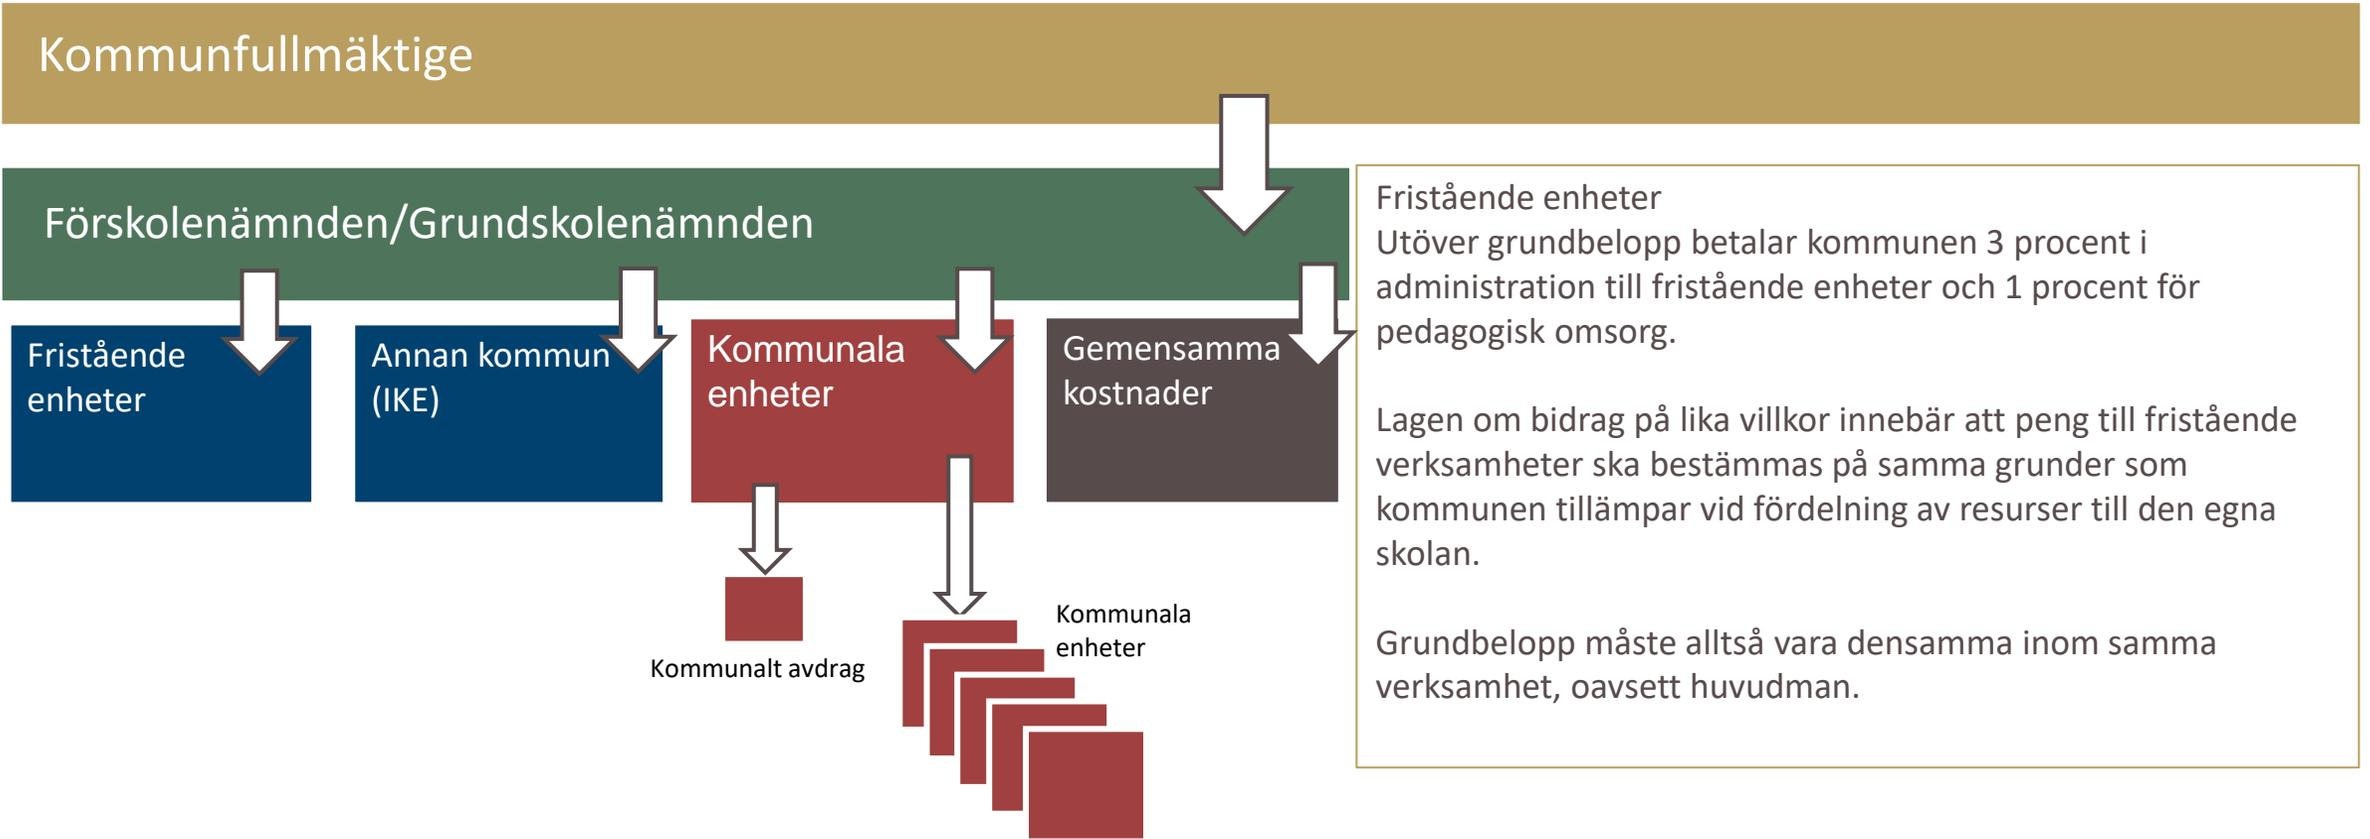 Kommunfullmäktige
Förskolenämnden/Grundskolenämnden
Fristående
enheter
Annan kommun
(IKE)
Kommunala
enheter
Gemensamma
kostnader
Kommunalt avdrag
Kommunala
enheter
Fristående enheter
Utöver grundbelopp betalar kommunen 3 procent i
administration till fristående enheter och 1 procent för
pedagogisk omsorg.
Lagen om bidrag på lika villkor innebär att peng till fristående
verksamheter ska bestämmas på samma grunder som
kommunen tillämpar vid fördelning av resurser till den egna
skolan.
Grundbelopp måste alltså vara densamma inom samma
verksamhet, oavsett huvudman.